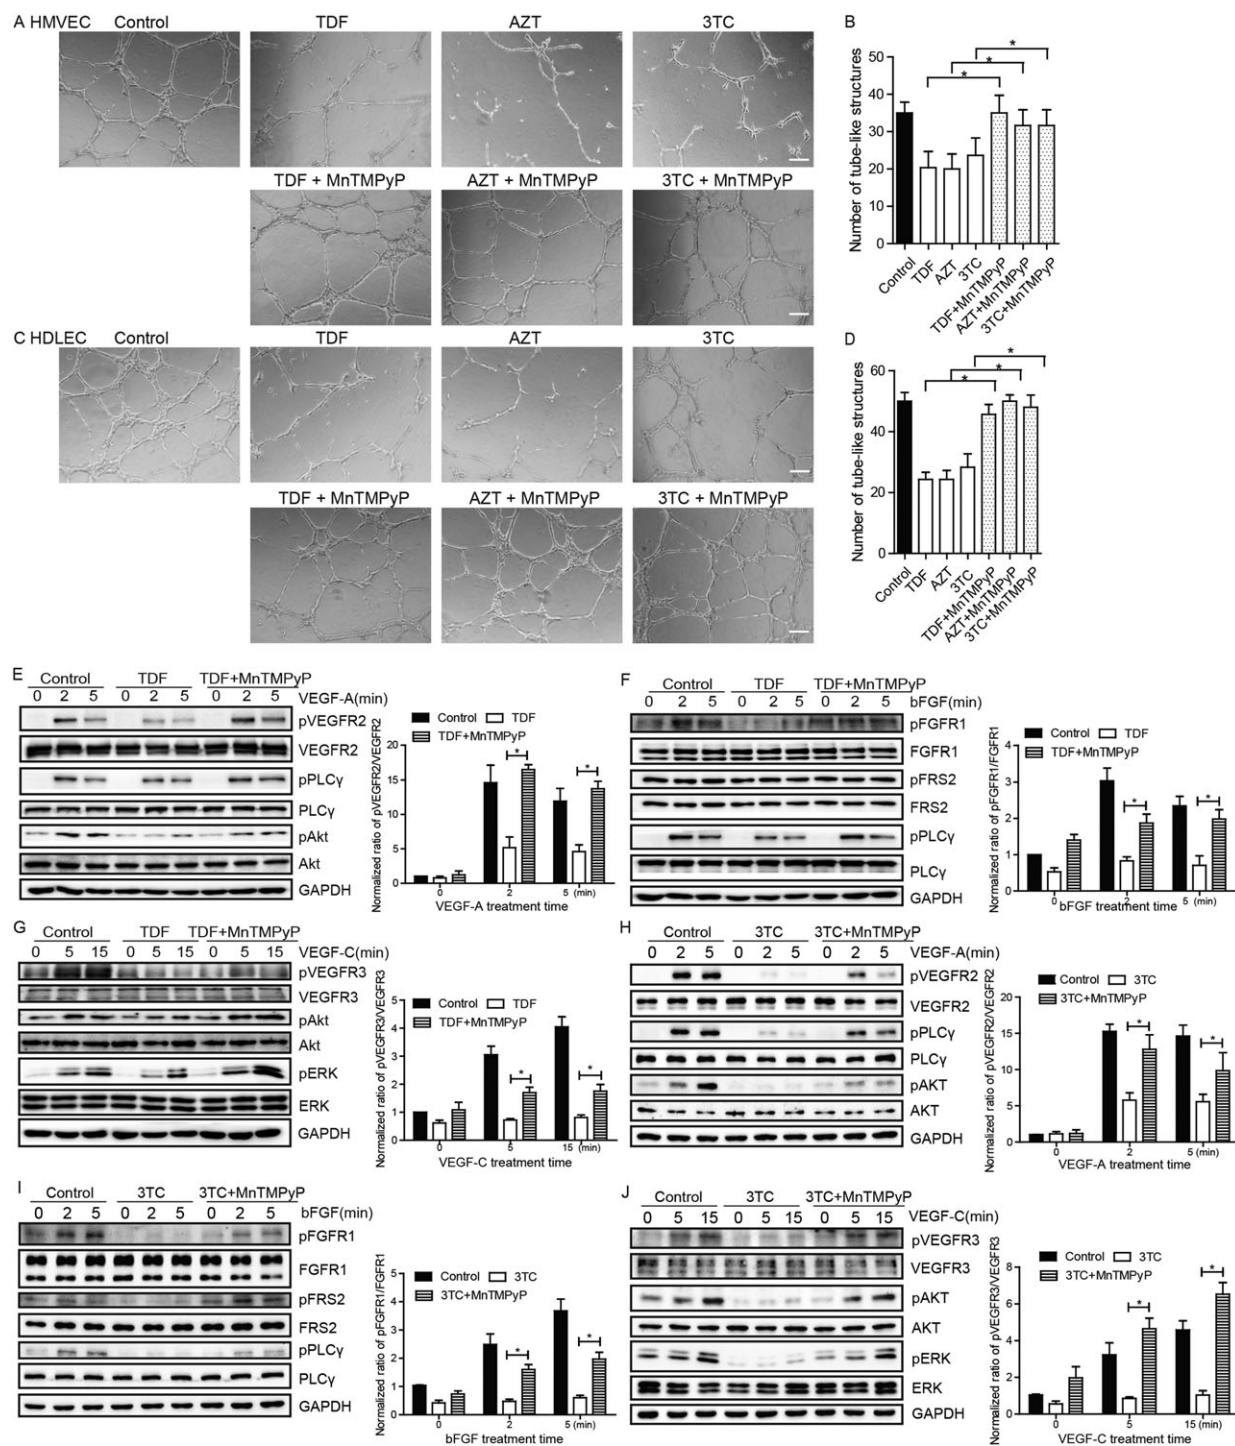 A HMVEC Control TDF AZT 3TC
TDF + MnTMPyP AZT + MnTMPyP 3TC + MnTMPyP
B
Number of tube-like structures
50
40
30
20
10
0
Control TDF AZT 3TC TDF+MnTMPyP AZT+MnTMPyP 3TC+MnTMPyP
* * *
C HDLEC Control TDF AZT 3TC
TDF + MnTMPyP AZT + MnTMPyP 3TC + MnTMPyP
D
Number of tube-like structures
60
40
20
0
Control TDF AZT 3TC TDF+MnTMPyP AZT+MnTMPyP 3TC+MnTMPyP
* * *
E Control TDF TDF+MnTMPyP
0 2 5 0 2 5 0 2 5 VEGF-A(min)
pVEGFR2
VEGFR2
pPLCγ
PLCγ
pAkt
Akt
GAPDH
Control TDF
TDF+MnTMPyP
Normalized ratio of pVEGFR2/VEGFR2
20
15
10
5
0
* *
0 2 5 (min)
VEGF-A treatment time
F Control TDF TDF+MnTMPyP
0 2 5 0 2 5 0 2 5 bFGF(min)
pFGFR1
FGFR1
pFRS2
FRS2
pPLCγ
PLCγ
GAPDH
Control TDF
TDF+MnTMPyP
Normalized ratio of pFGFR1/FGFR1
4
3
2
1
0
* *
0 2 5 (min)
bFGF treatment time
G Control TDF TDF+MnTMPyP
0 5 15 0 5 15 0 5 15 VEGF-C(min)
pVEGFR3
VEGFR3
pAkt
Akt
pERK
ERK
GAPDH
Control TDF
TDF+MnTMPyP
Normalized ratio of pVEGFR3/VEGFR3
5
4
3
2
1
0
* *
0 5 15 (min)
VEGF-C treatment time
H Control 3TC 3TC+MnTMPyP
0 2 5 0 2 5 0 2 5 VEGF-A(min)
pVEGFR2
VEGFR2
pPLCγ
PLCγ
pAKT
AKT
GAPDH
Control 3TC
3TC+MnTMPyP
Normalized ratio of pVEGFR2/VEGFR2
20
15
10
5
0
* *
0 2 5 (min)
VEGF-A treatment time
I Control 3TC 3TC+MnTMPyP
0 2 5 0 2 5 0 2 5 bFGF(min)
pFGFR1
FGFR1
pFRS2
FRS2
pPLCγ
PLCγ
GAPDH
Control 3TC
3TC+MnTMPyP
Normalized ratio of pFGFR1/FGFR1
5
4
3
2
1
0
* *
0 2 5 (min)
bFGF treatment time
J Control 3TC 3TC+MnTMPyP
0 5 15 0 5 15 0 5 15 VEGF-C(min)
pVEGFR3
VEGFR3
pAKT
AKT
pERK
ERK
GAPDH
Control 3TC
3TC+MnTMPyP
Normalized ratio of pVEGFR3/VEGFR3
8
6
4
2
0
* *
0 5 15 (min)
VEGF-C treatment time